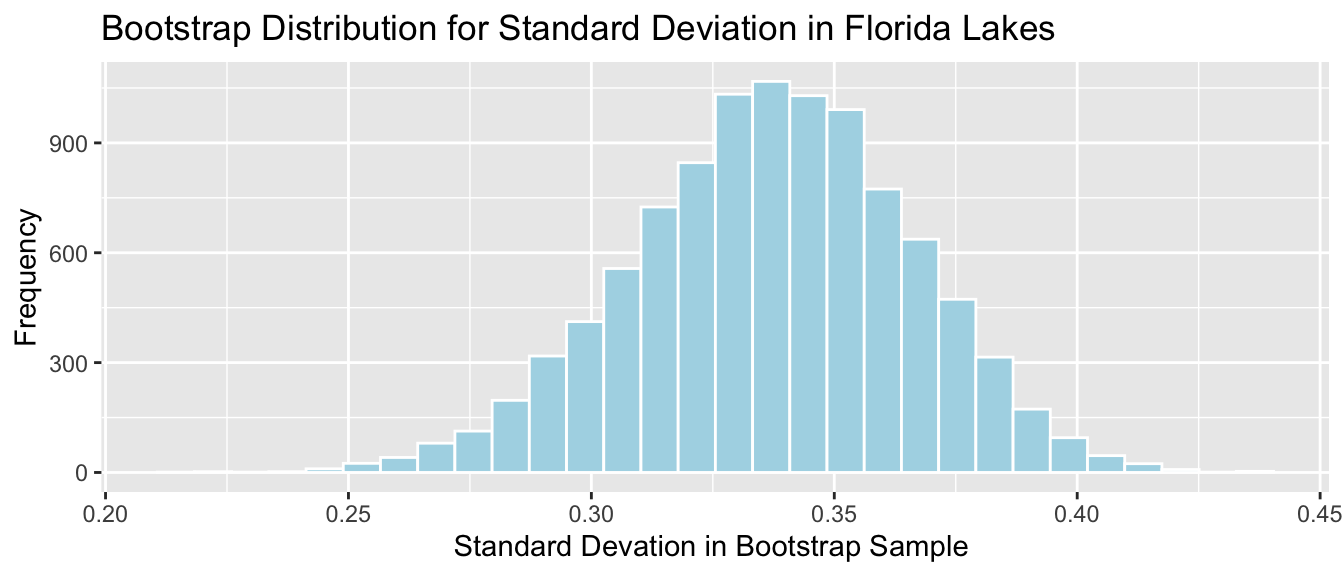 Bootstrap Distribution for Standard Deviation in Florida Lakes
Frequency
900
600
300
0
0.20 0.25 0.30 0.35 0.40 0.45
Standard Devation in Bootstrap Sample